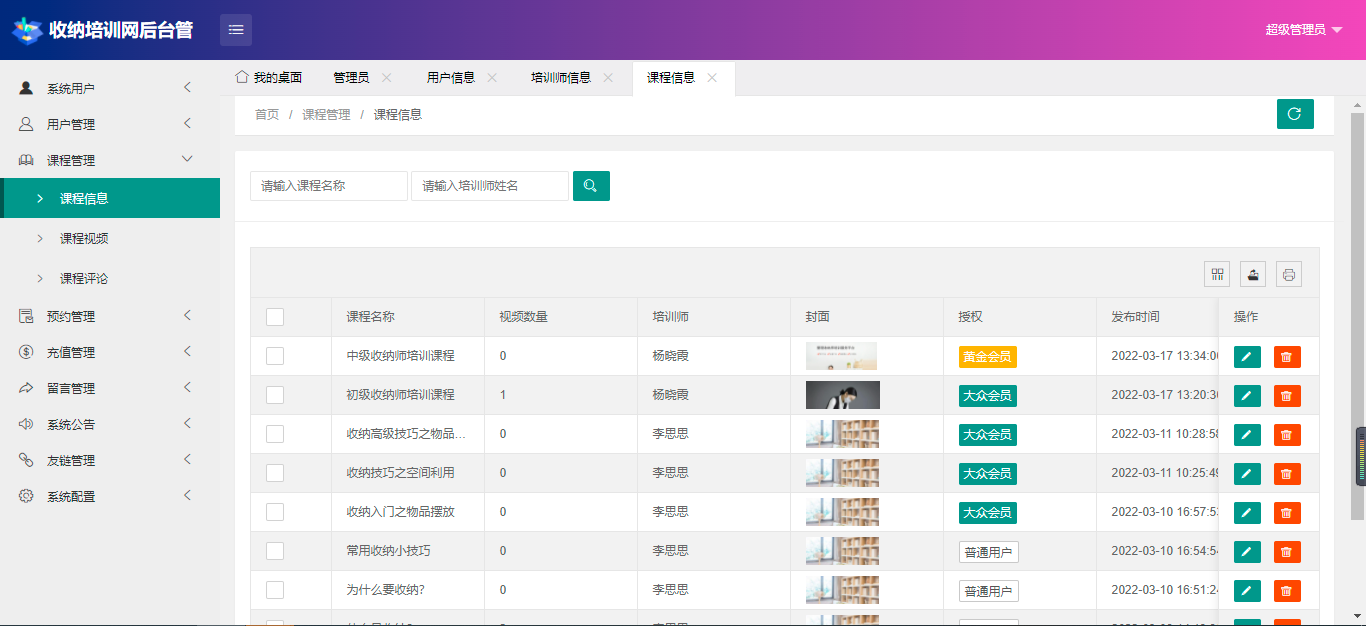 收纳培训网后台管
超级管理员
系统用户
用户管理
课程管理
课程信息
课程视频
课程评论
预约管理
充值管理
留言管理
系统公告
友链管理
系统配置
我的桌面 管理员 用户信息 培训师信息 课程信息
首页 / 课程管理 / 课程信息
请输入课程名称 请输入培训师姓名
课程名称 视频数量 培训师 封面 授权 发布时间 操作
中级收纳师培训课程 0 杨晓霞 黄金会员 2022-03-17 13:34:0
初级收纳师培训课程 1 杨晓霞 大众会员 2022-03-17 13:20:3
收纳高级技巧之物品... 0 李思思 大众会员 2022-03-11 10:28:58
收纳技巧之空间利用 0 李思思 大众会员 2022-03-11 10:25:49
收纳入门之物品摆放 0 李思思 大众会员 2022-03-10 16:57:5
常用收纳小技巧 0 李思思 普通用户 2022-03-10 16:54:54
为什么要收纳? 0 李思思 普通用户 2022-03-10 16:51:24